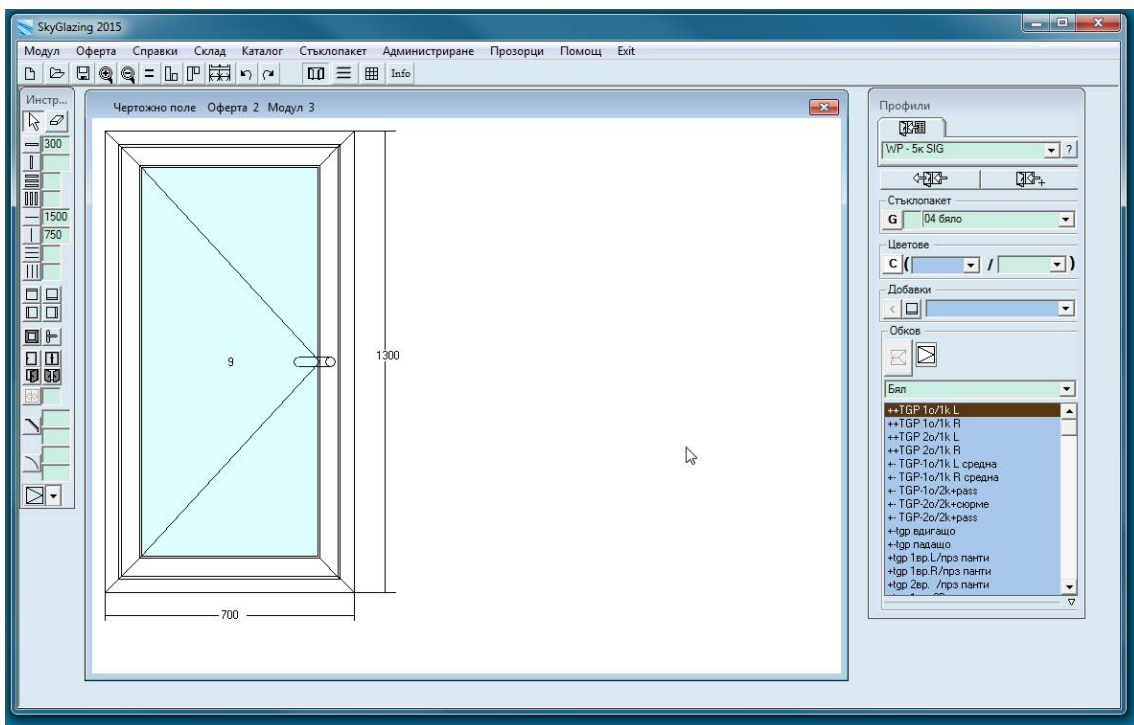 SkyGlazing 2015
Модул Оферта Справки Склад Каталог Стъклопакет Администриране Прозорци Помощ Exit
Info
Инстр...
300
1500
750
Чертожно поле Оферта 2 Модул 3
9
1300
700
Профили
WP - 5к SIG
?
Стъклопакет
G 04 бяло
Цветове
C ( / )
Добавки
<
Обков
Бял
++TGP 1o/1k L
++TGP 1o/1k R
++TGP 2o/1k L
++TGP 2o/1k R
+- TGP-1o/1k L средна
+- TGP-1o/1k R средна
+- TGP-1o/2k+pass
+- TGP-2o/2k+сюрме
+- TGP-2o/2k+pass
+-tgp вдигащо
+-tgp падащо
+tgp 1вр.L/през панти
+tgp 1вр.R/през панти
+tgp 2вр. /през панти